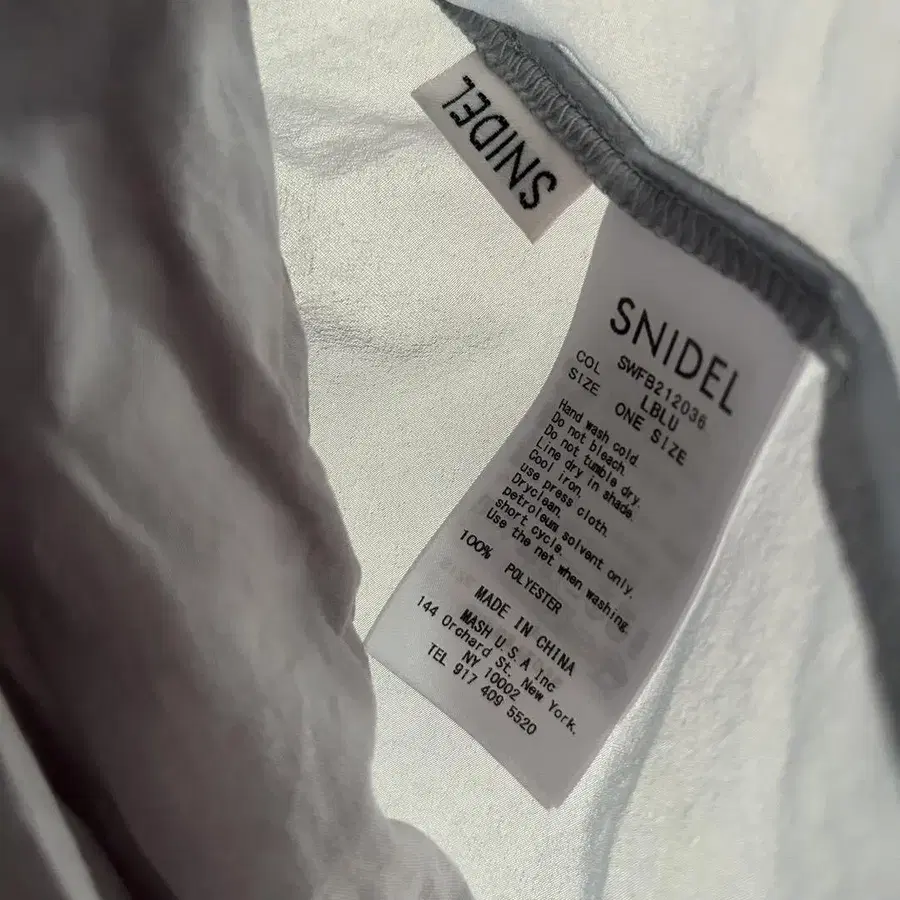 SNIDEL
SNIDEL
SWFB212036
COL LBLU
SIZE ONE SIZE
Hand wash cold.
Do not bleach.
Do not tumble dry.
Line dry in shade.
Cool iron.
use press cloth.
Dryclean.
petroleum solvent only.
short cycle.
Use the net when washing.
100% POLYESTER
MADE IN CHINA
MASH U.S.A Inc
144 Orchard St. New York.
NY 10002
TEL 917 409 5520